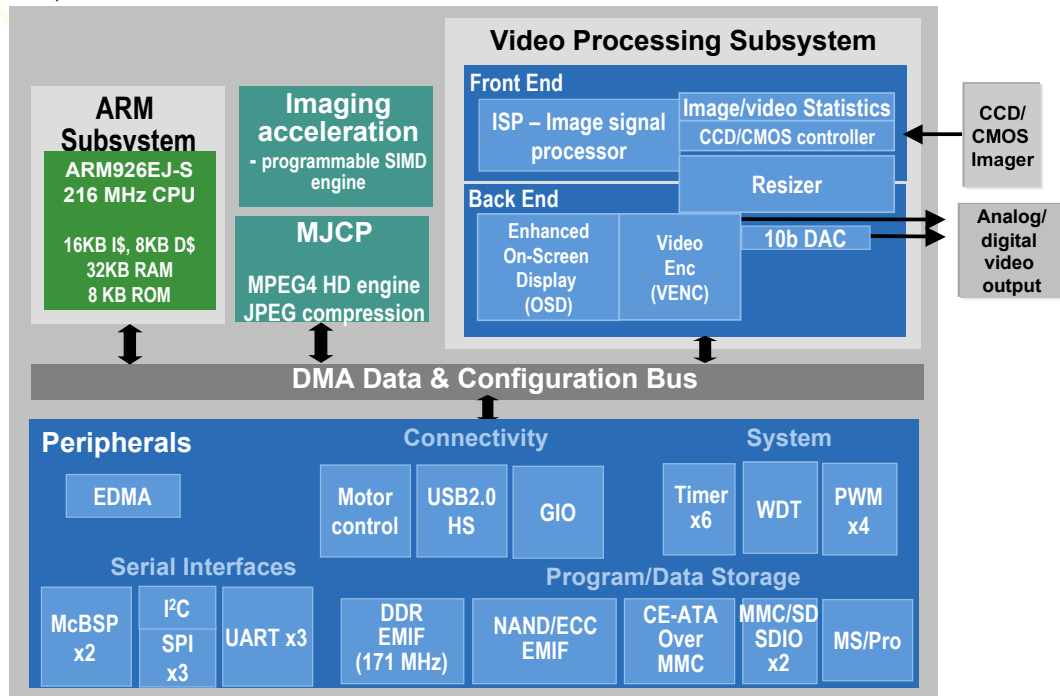 Video Processing Subsystem
ARM
Subsystem
ARM926EJ-S
216 MHz CPU
16KB I$, 8KB D$
32KB RAM
8 KB ROM
Imaging
acceleration
- programmable SIMD
engine
MJCP
MPEG4 HD engine
JPEG compression
Front End
ISP – Image signal
processor
Image/video Statistics
CCD/CMOS controller
Resizer
Back End
Enhanced
On-Screen
Display
(OSD)
Video
Enc
(VENC)
10b DAC
CCD/
CMOS
Imager
Analog/
digital
video
output
DMA Data & Configuration Bus
Peripherals
EDMA
Connectivity
Motor
control
USB2.0
HS
GIO
System
Timer
x6
WDT
PWM
x4
Serial Interfaces
McBSP
x2
I²C
SPI
x3
UART x3
Program/Data Storage
DDR
EMIF
(171 MHz)
NAND/ECC
EMIF
CE-ATA
Over
MMC
MMC/SD
SDIO
x2
MS/Pro